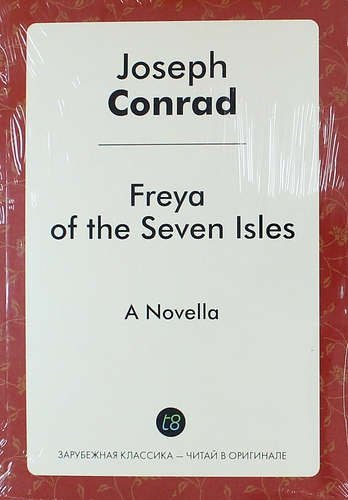 Joseph
Conrad
Freya
of the Seven Isles
A Novella
t8
ЗАРУБЕЖНАЯ КЛАССИКА — ЧИТАЙ В ОРИГИНАЛЕ